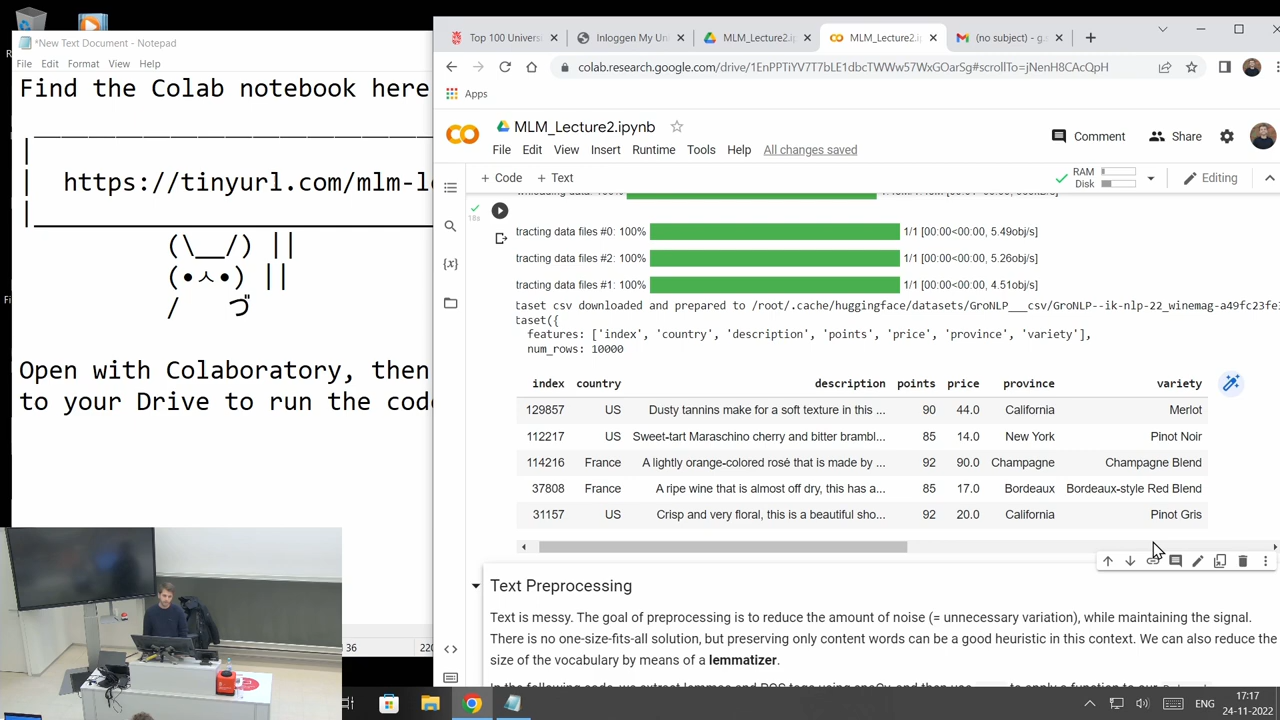 *New Text Document - Notepad
File Edit Format View Help
Find the Colab notebook here
https://tinyurl.com/mlm-l
(\__/) ||
(•ㅅ•) ||
/ づ
Open with Colaboratory, then
to your Drive to run the cod
36
220
Top 100 Univers
Inloggen My Un
MLM_Lecture2.i
MLM_Lecture2.i
(no subject) - g.
colab.research.google.com/drive/1EnPPTiYV7T7bLE1dbcTWWw57WxGOarSg#scrollTo=jNenH8CAcQpH
Apps
MLM_Lecture2.ipynb
File Edit View Insert Runtime Tools Help All changes saved
Comment Share
+ Code + Text
RAM
Disk
Editing
18s
tracting data files #0: 100% 1/1 [00:00<00:00, 5.49obj/s]
tracting data files #2: 100% 1/1 [00:00<00:00, 5.26obj/s]
tracting data files #1: 100% 1/1 [00:00<00:00, 4.51obj/s]
taset csv downloaded and prepared to /root/.cache/huggingface/datasets/GroNLP___csv/GroNLP--ik-nlp-22_winemag-a49fc23fe
taset({
features: ['index', 'country', 'description', 'points', 'price', 'province', 'variety'],
num_rows: 10000
index country description points price province variety
129857 US Dusty tannins make for a soft texture in this ... 90 44.0 California Merlot
112217 US Sweet-tart Maraschino cherry and bitter brambl... 85 14.0 New York Pinot Noir
114216 France A lightly orange-colored rosé that is made by ... 92 90.0 Champagne Champagne Blend
37808 France A ripe wine that is almost off dry, this has a... 85 17.0 Bordeaux Bordeaux-style Red Blend
31157 US Crisp and very floral, this is a beautiful sho... 92 20.0 California Pinot Gris
Text Preprocessing
Text is messy. The goal of preprocessing is to reduce the amount of noise (= unnecessary variation), while maintaining the signal.
There is no one-size-fits-all solution, but preserving only content words can be a good heuristic in this context. We can also reduce the
size of the vocabulary by means of a lemmatizer.
ENG
17:17
24-11-2022